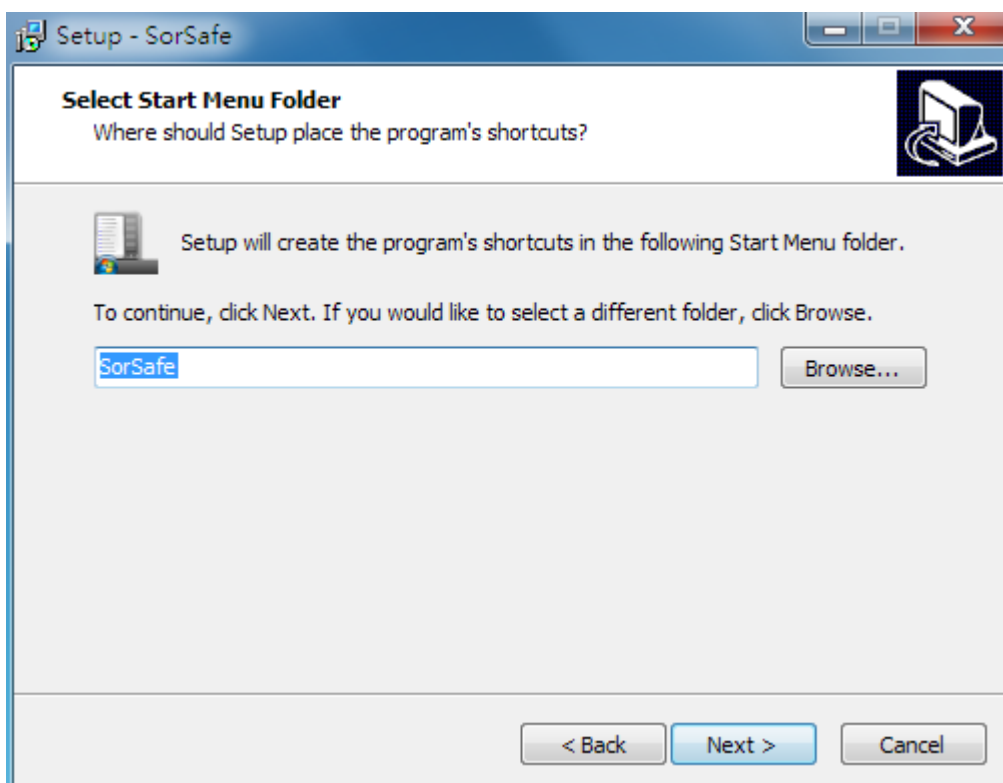 Setup - SorSafe
Select Start Menu Folder
Where should Setup place the program's shortcuts?
Setup will create the program's shortcuts in the following Start Menu folder.
To continue, click Next. If you would like to select a different folder, click Browse.
SorSafe
Browse...
< Back
Next >
Cancel